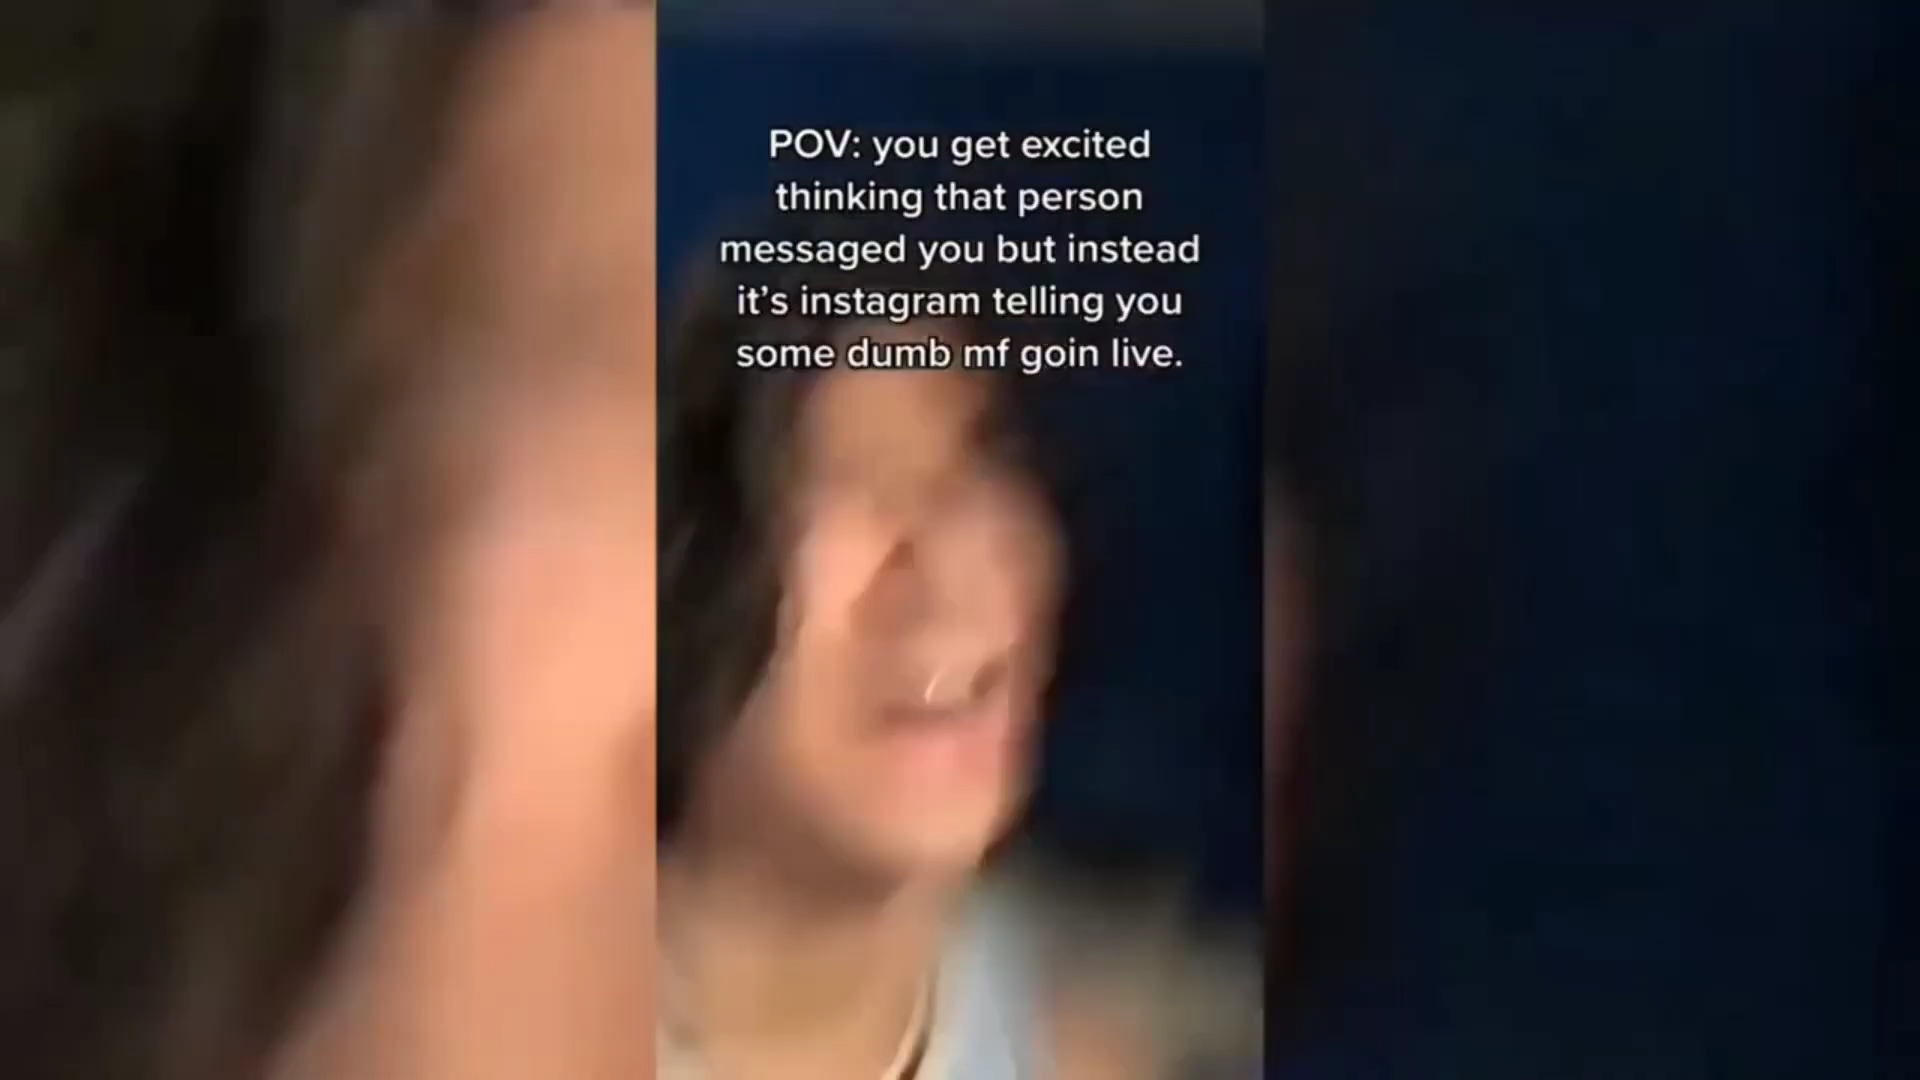 POV: you get excited
thinking that person
messaged you but instead
it’s instagram telling you
some dumb mf goin live.